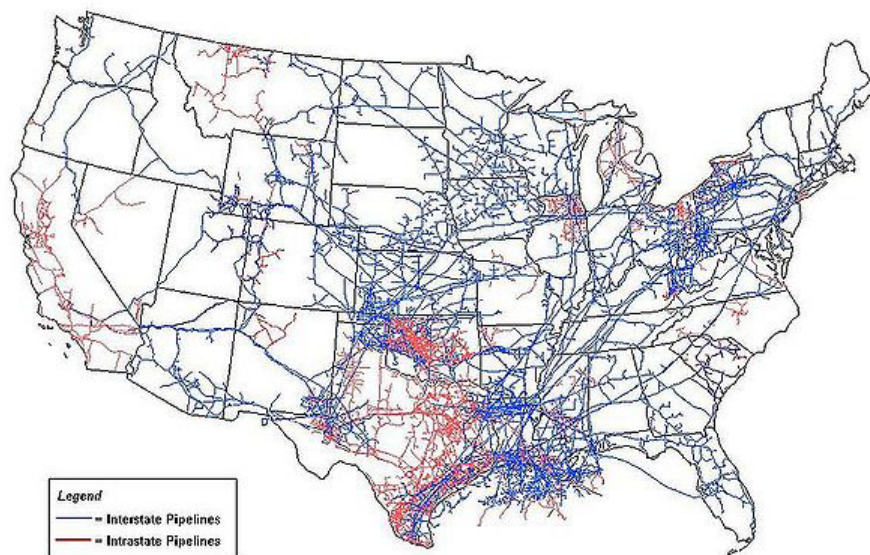 Legend
= Interstate Pipelines
= Intrastate Pipelines